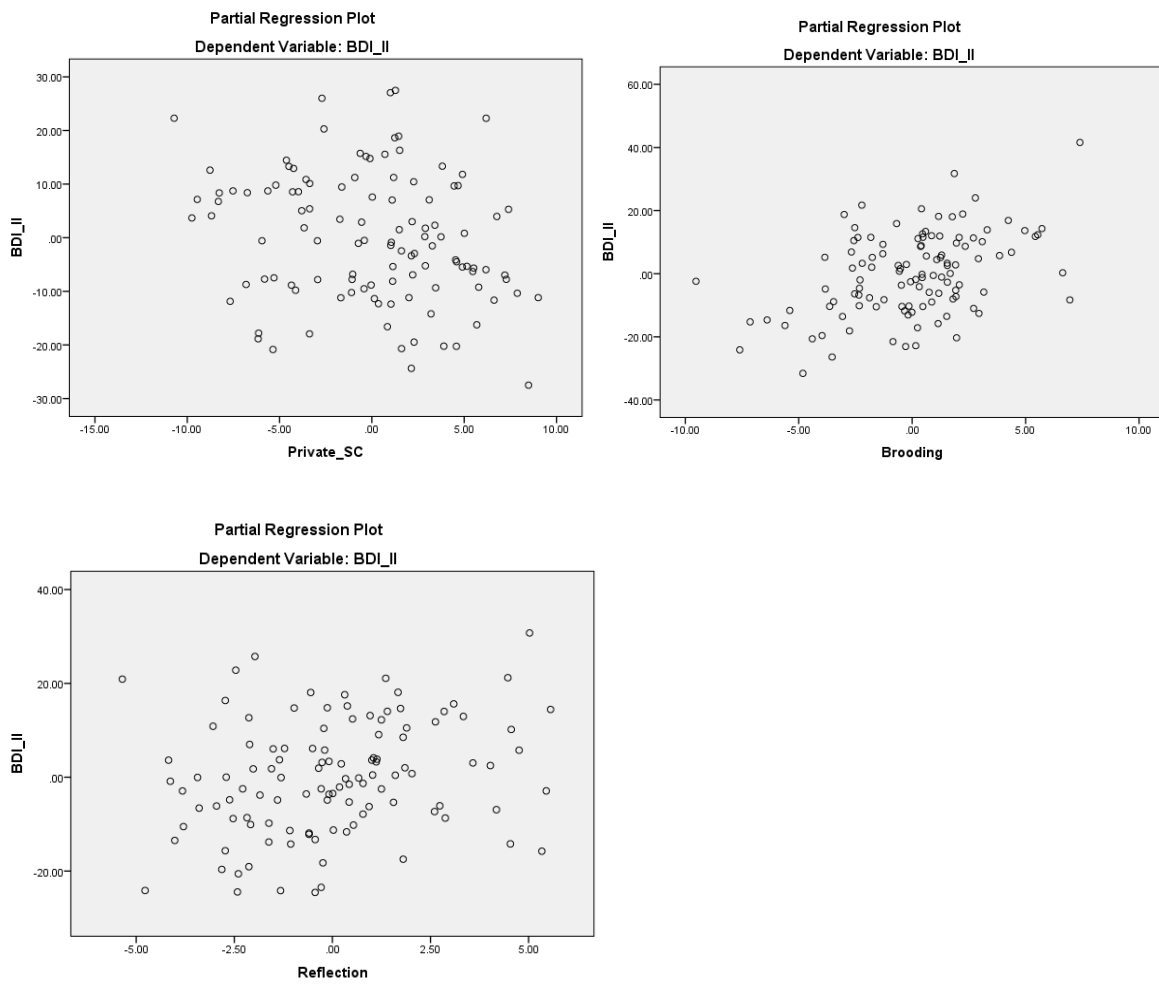 Partial Regression Plot
Dependent Variable: BDI_II
30.00
20.00
10.00
.00
-10.00
-20.00
-30.00
BDI_II
-15.00 -10.00 -5.00 .00 5.00 10.00
Private_SC
Partial Regression Plot
Dependent Variable: BDI_II
60.00
40.00
20.00
.00
-20.00
-40.00
BDI_II
-10.00 -5.00 .00 5.00 10.00
Brooding
Partial Regression Plot
Dependent Variable: BDI_II
40.00
20.00
.00
-20.00
BDI_II
-5.00 -2.50 .00 2.50 5.00
Reflection